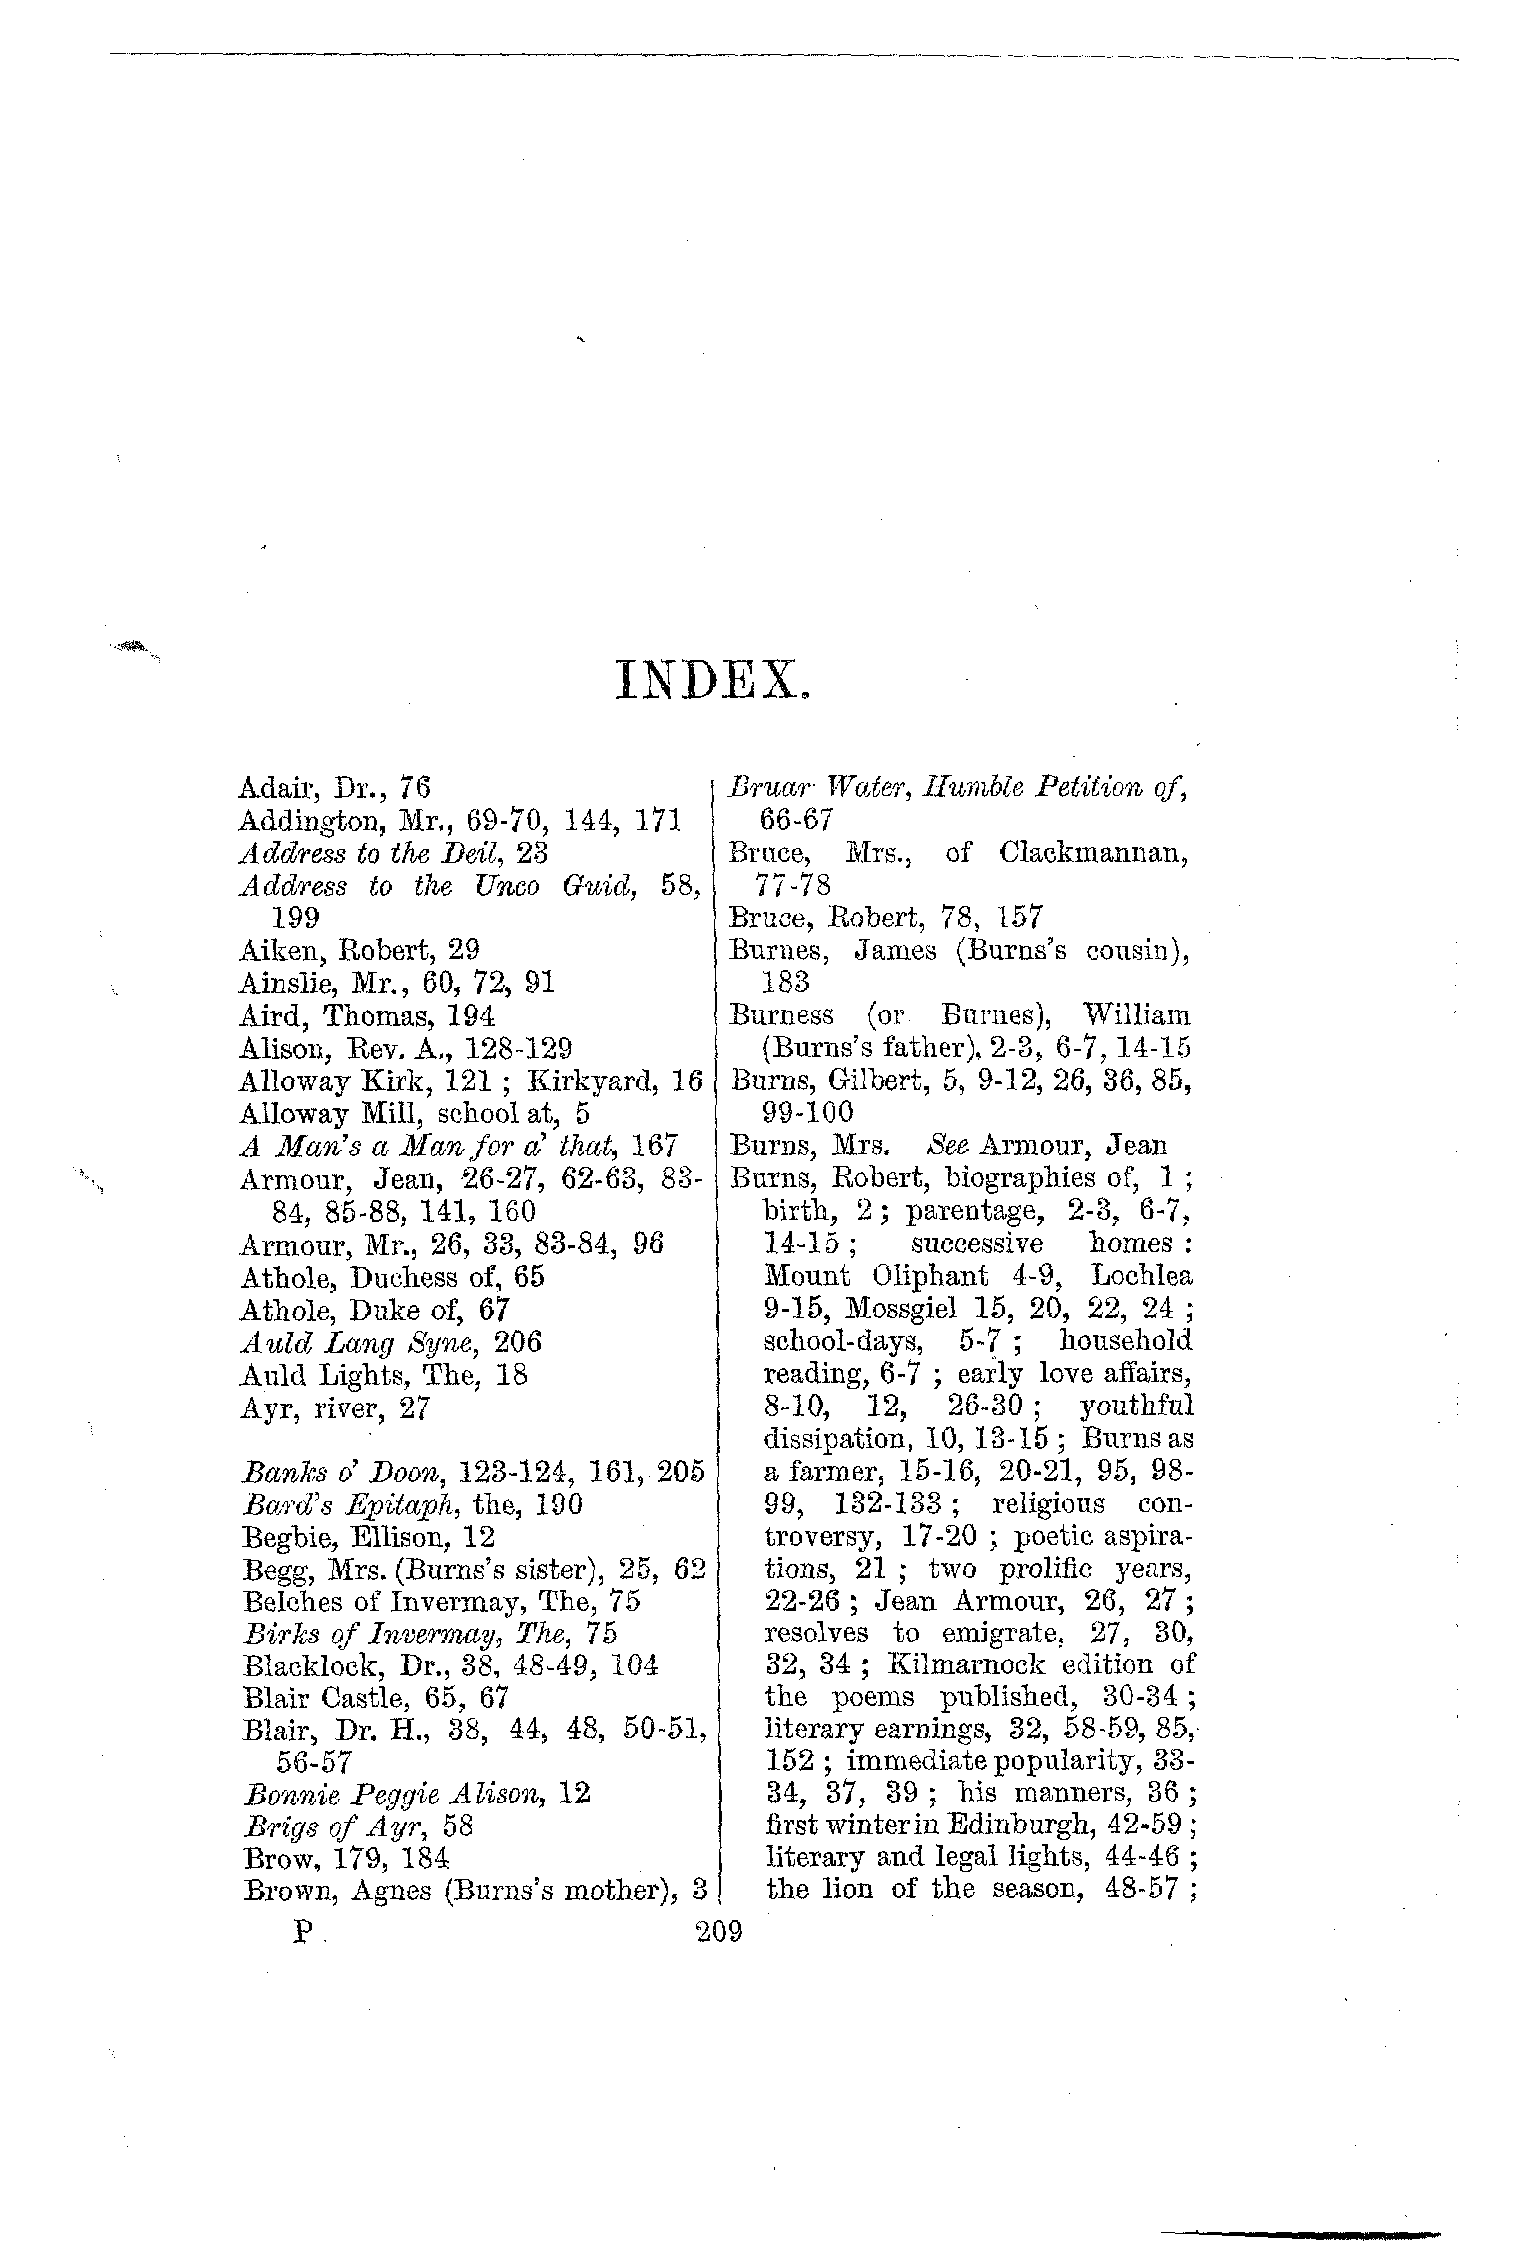 INDEX.
Adair, Dr., 76
Addington, Mr., 69-70, 144, 171
Address to the Deil, 23
Address to the Unco Guid, 58,
199
Aiken, Robert, 29
Ainslie, Mr., 60, 72, 91
Aird, Thomas, 194
Alison, Rev. A., 128-129
Alloway Kirk, 121 ; Kirkyard, 16
Alloway Mill, school at, 5
A Man's a Man for a' that, 167
Armour, Jean, 26-27, 62-63, 83-
84, 85-88, 141, 160
Armour, Mr., 26, 33, 83-84, 96
Athole, Duchess of, 65
Athole, Duke of, 67
Auld Lang Syne, 206
Auld Lights, The, 18
Ayr, river, 27
Banks o' Doon, 123-124, 161, 205
Bard's Epitaph, the, 190
Begbie, Ellison, 12
Begg, Mrs. (Burns's sister), 25, 62
Belches of Invermay, The, 75
Birks of Invermay, The, 75
Blacklock, Dr., 38, 48-49, 104
Blair Castle, 65, 67
Blair, Dr. H., 38, 44, 48, 50-51,
56-57
Bonnie Peggie Alison, 12
Brigs of Ayr, 58
Brow, 179, 184
Brown, Agnes (Burns's mother), 3
Bruar Water, Humble Petition of,
66-67
Bruce, Mrs., of Clackmannan,
77-78
Bruce, Robert, 78, 157
Burnes, James (Burns's cousin),
183
Burness (or Burnes), William
(Burns's father), 2-3, 6-7, 14-15
Burns, Gilbert, 5, 9-12, 26, 36, 85,
99-100
Burns, Mrs. See Armour, Jean
Burns, Robert, biographies of, 1 ;
birth, 2 ; parentage, 2-3, 6-7,
14-15 ; successive homes :
Mount Oliphant 4-9, Lochlea
9-15, Mossgiel 15, 20, 22, 24 ;
school-days, 5-7 ; household
reading, 6-7 ; early love affairs,
8-10, 12, 26-30 ; youthful
dissipation, 10, 13-15 ; Burns as
a farmer, 15-16, 20-21, 95, 98-
99, 132-133 ; religious con-
troversy, 17-20 ; poetic aspira-
tions, 21 ; two prolific years,
22-26 ; Jean Armour, 26, 27 ;
resolves to emigrate, 27, 30,
32, 34 ; Kilmarnock edition of
the poems published, 30-34 ;
literary earnings, 32, 58-59, 85,
152 ; immediate popularity, 33-
34, 37, 39 ; his manners, 36 ;
first winter in Edinburgh, 42-59 ;
literary and legal lights, 44-46 ;
the lion of the season, 48-57 ;
P
209